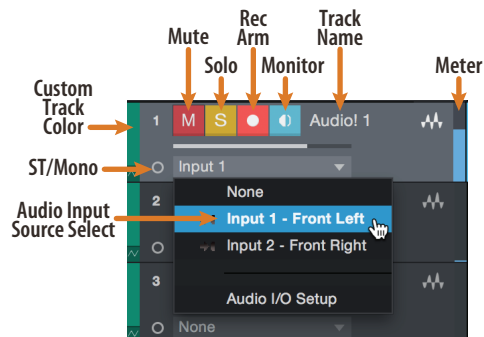 Mute
Rec
Arm
Track
Name
Solo
Monitor
Meter
Custom
Track
Color
1
M
S
Audio! 1
ST/Mono
Input 1
Audio Input
Source Select
2
None
Input 1 - Front Left
Input 2 - Front Right
3
Audio I/O Setup
None